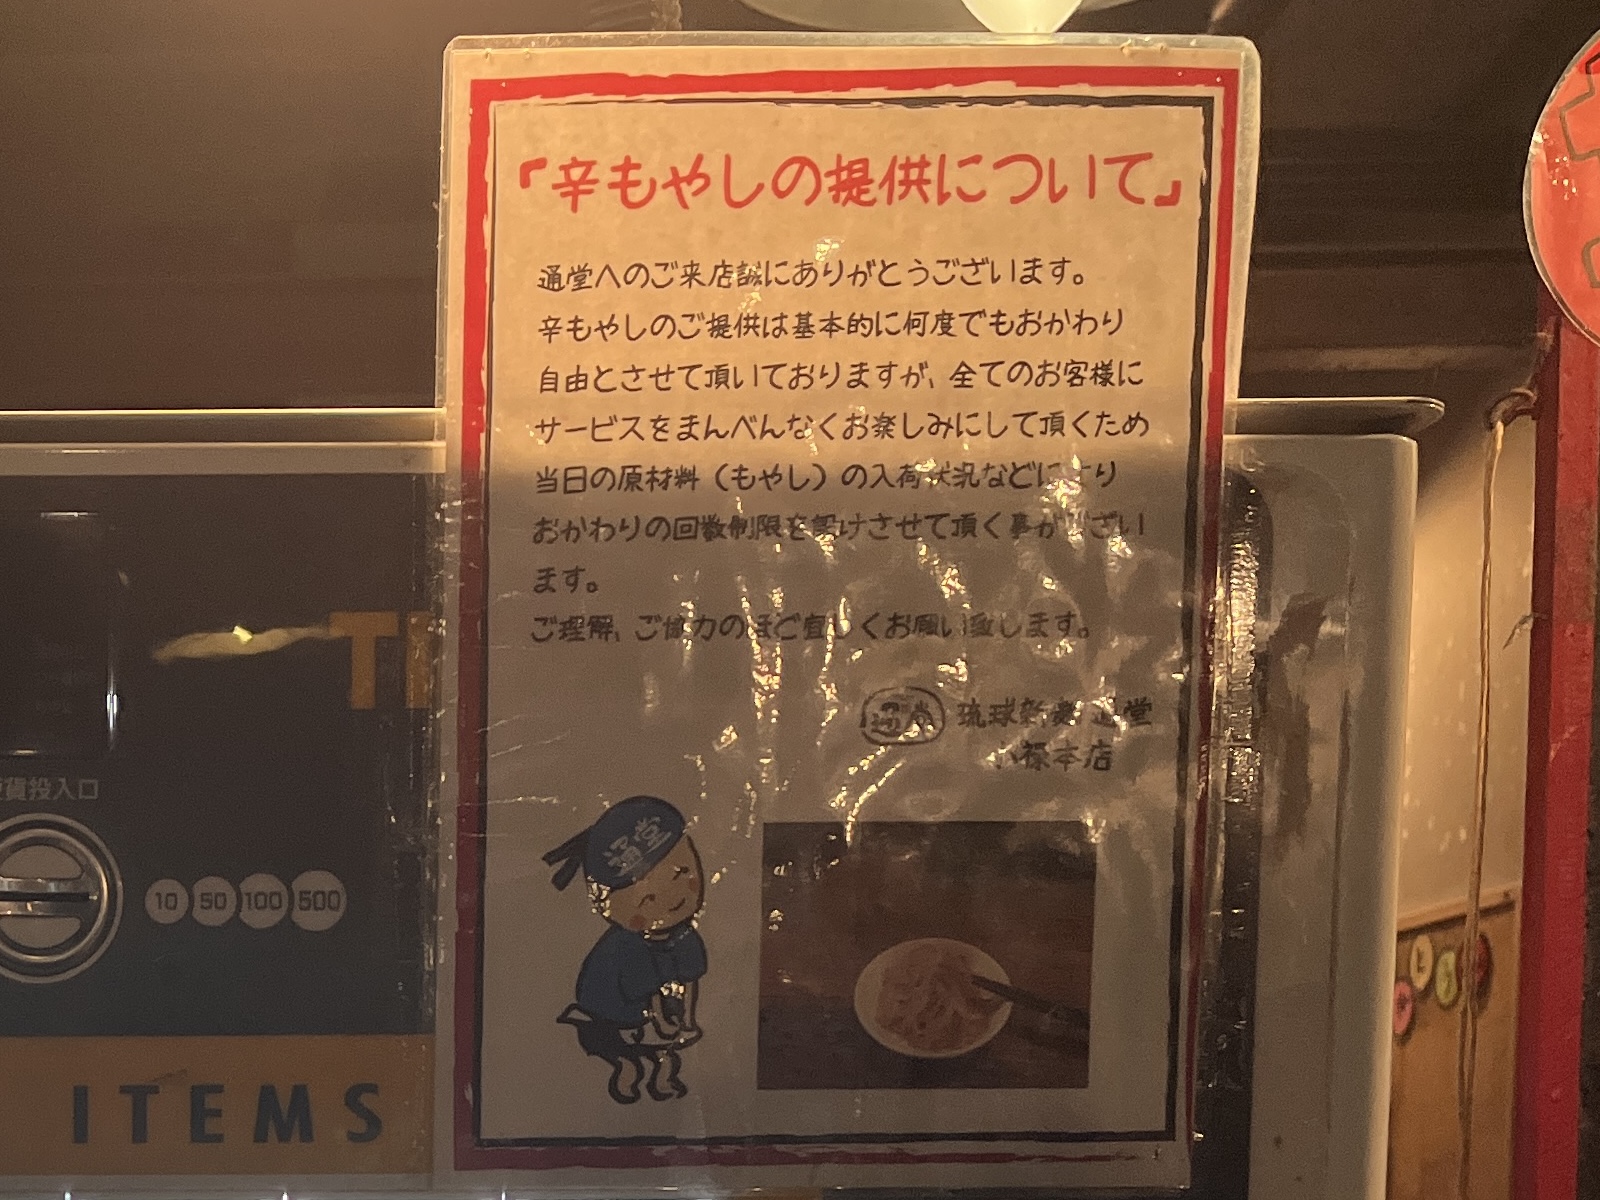 「辛もやしの提供について」
通堂へのご来店誠にありがとうございます。
辛もやしのご提供は基本的に何度でもおかわり
自由とさせて頂いておりますが、全てのお客様に
サービスをまんべんなくお楽しみにして頂くため
当日の原材料（もやし）の入荷状況などにより
おかわりの回数制限を設けさせて頂く事がござい
ます。
ご理解、ご協力のほど宜しくお願い致します。
通堂 琉球新麺 通堂
小禄本店
通堂
貨投入口
10 50 100 500
ITEMS